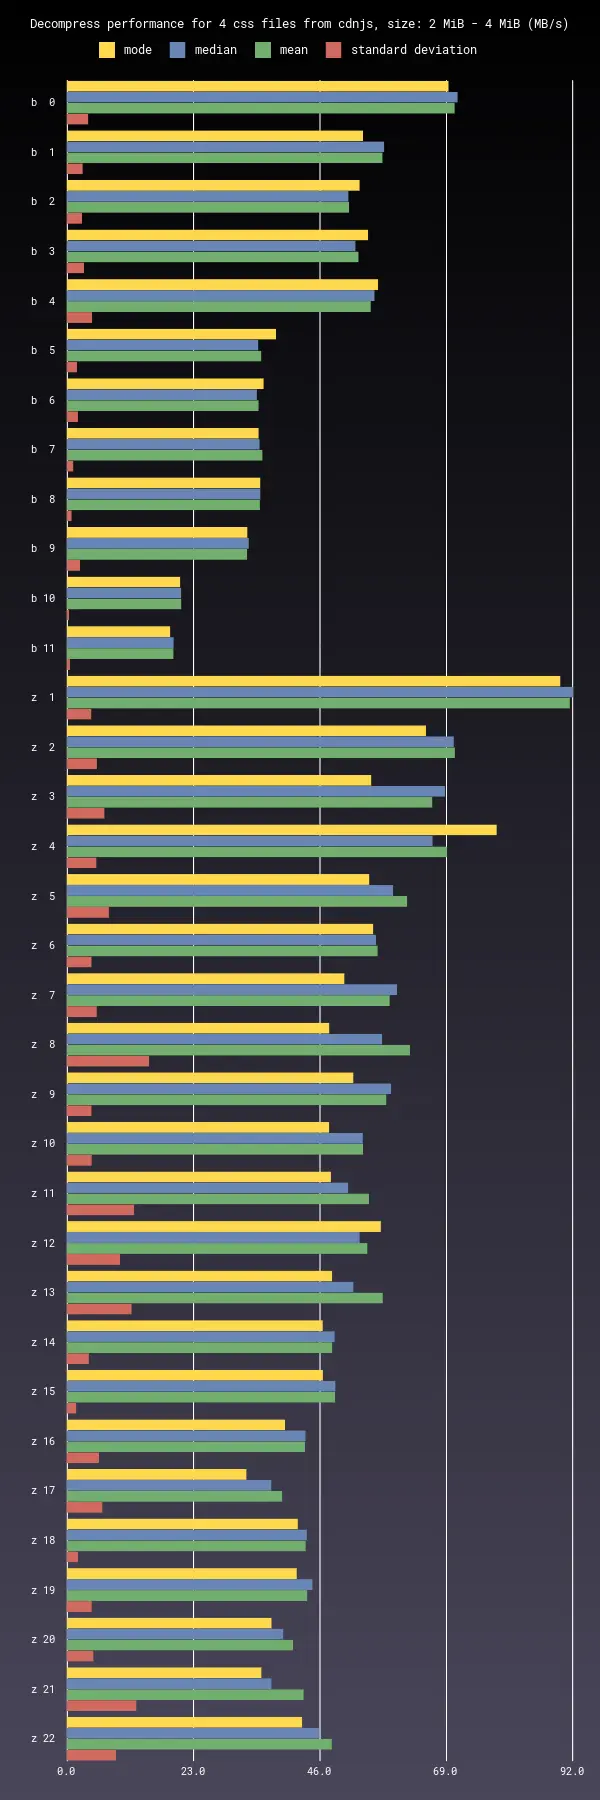 Decompress performance for 4 css files from cdnjs, size: 2 MiB - 4 MiB (MB/s)
mode median mean standard deviation
b 0
b 1
b 2
b 3
b 4
b 5
b 6
b 7
b 8
b 9
b 10
b 11
z 1
z 2
z 3
z 4
z 5
z 6
z 7
z 8
z 9
z 10
z 11
z 12
z 13
z 14
z 15
z 16
z 17
z 18
z 19
z 20
z 21
z 22
0.0 23.0 46.0 69.0 92.0